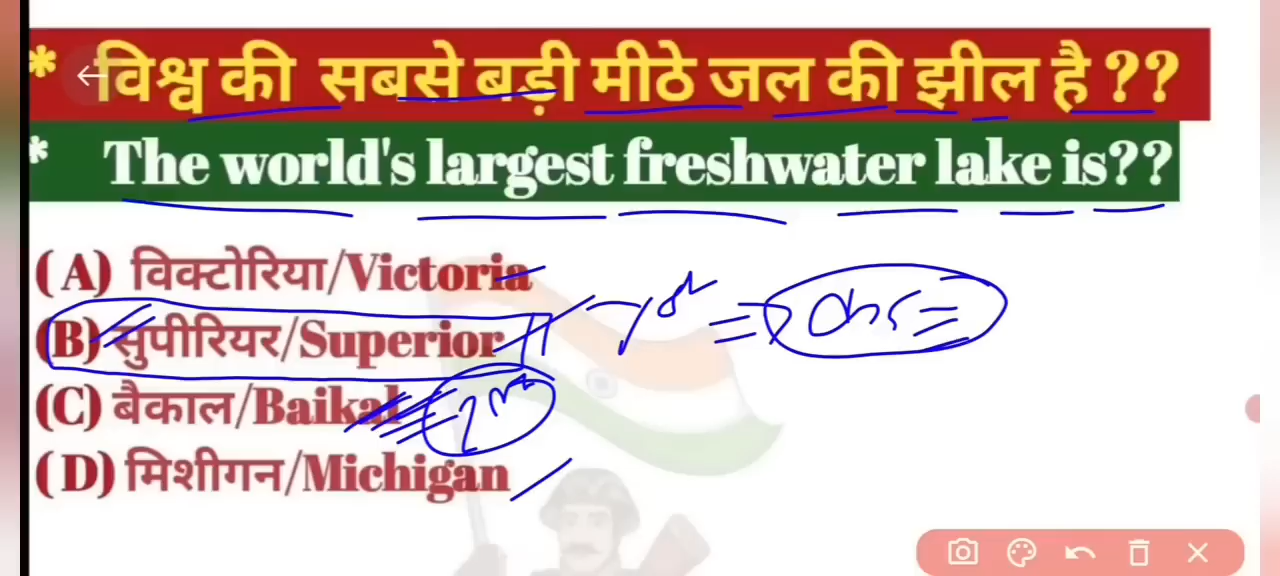 * विश्व की सबसे बड़ी मीठे जल की झील है ??
* The world's largest freshwater lake is??
(A) विक्टोरिया/Victoria
(B) सुपीरियर/Superior
(C) बैकाल/Baikal
(D) मिशीगन/Michigan